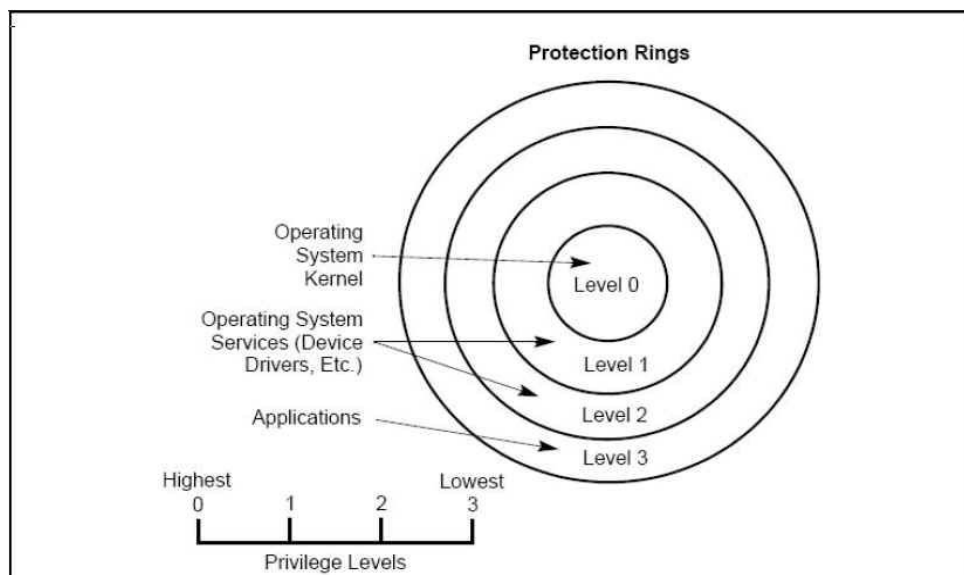 Protection Rings
Operating
System
Kernel
Level 0
Operating System
Services (Device
Drivers, Etc.)
Level 1
Level 2
Applications
Level 3
Highest
Lowest
0
1
2
3
Privilege Levels